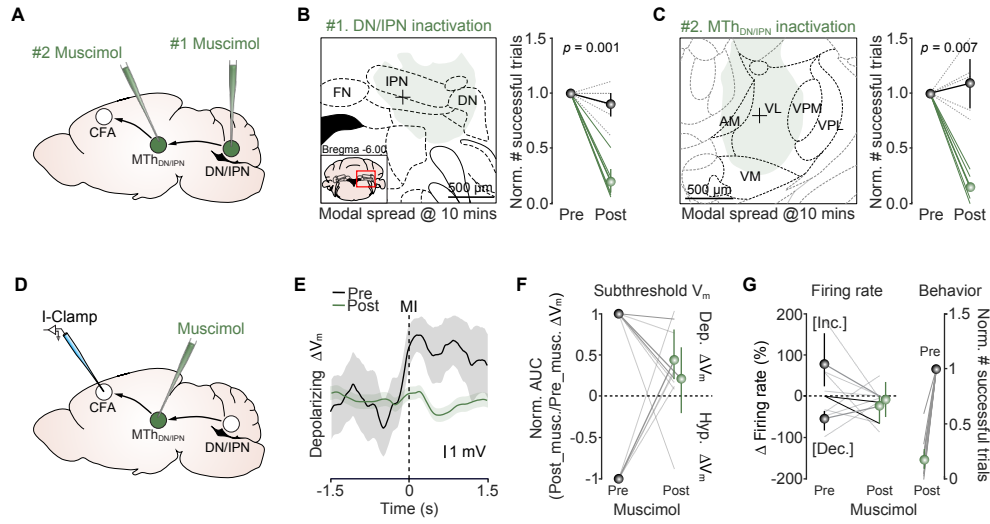 A
#2 Muscimol
#1 Muscimol
CFA
MThDN/IPN
DN/IPN
B
#1. DN/IPN inactivation
FN
IPN
DN
Bregma -6.00
500 µm
Modal spread @ 10 mins
Norm. # successful trials
1.5
1.0
0.5
0.0
p = 0.001
Pre Post
C
#2. MThDN/IPN inactivation
AM
VL
VPM
VPL
VM
500 µm
Modal spread @10 mins
Norm. # successful trials
1.5
1.0
0.5
0.0
p = 0.007
Pre Post
D
I-Clamp
Muscimol
CFA
MThDN/IPN
DN/IPN
E
Pre
Post
MI
Depolarizing ΔVm
1 mV
-1.5 0 1.5
Time (s)
F
Subthreshold Vm
Norm. AUC
(Post_musc./Pre_musc. ΔVm)
1
0.5
0
-0.5
-1
Dep. ΔVm
Hyp. ΔVm
Pre Post
Muscimol
G
Firing rate
Δ Firing rate (%)
200
100
0
-100
-200
[Inc.]
[Dec.]
Pre Post
Muscimol
Behavior
Pre
Post
1.5
1
0.5
0
Norm. # successful trials